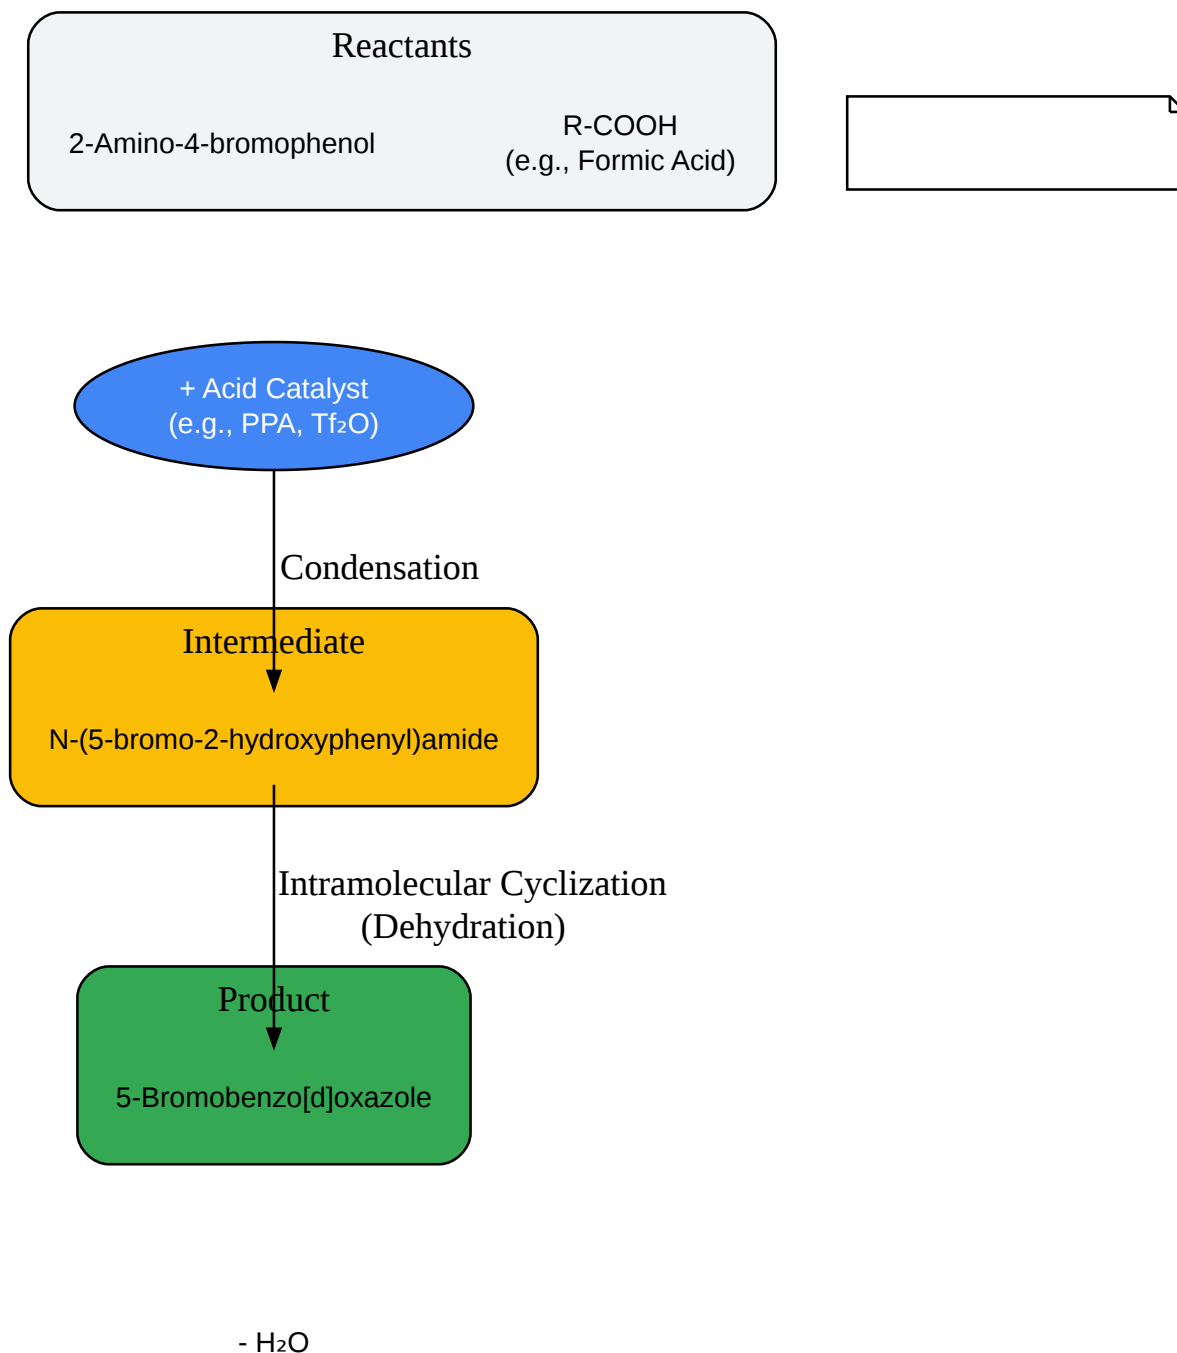 Reactants
2-Amino-4-bromophenol
R-COOH
(e.g., Formic Acid)
+ Acid Catalyst
(e.g., PPA, Tf₂O)
Condensation
Intermediate
N-(5-bromo-2-hydroxyphenyl)amide
Intramolecular Cyclization
(Dehydration)
Product
5-Bromobenzo[d]oxazole
- H₂O